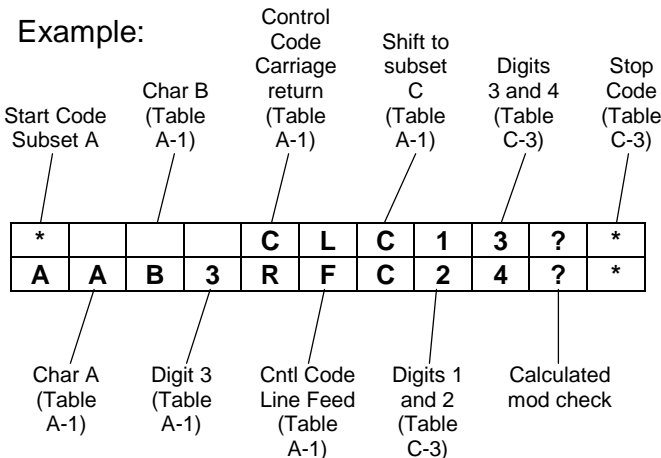 Example:
Start Code
Subset A
Char B
(Table
A-1)
Control
Code
Carriage
return
(Table
A-1)
Shift to
subset
C
(Table
A-1)
Digits
3 and 4
(Table
C-3)
Stop
Code
(Table
C-3)
* C L C 1 3 ? *
A A B 3 R F C 2 4 ? *
Char A
(Table
A-1)
Digit 3
(Table
A-1)
Cntl Code
Line Feed
(Table
A-1)
Digits 1
and 2
(Table
C-3)
Calculated
mod check